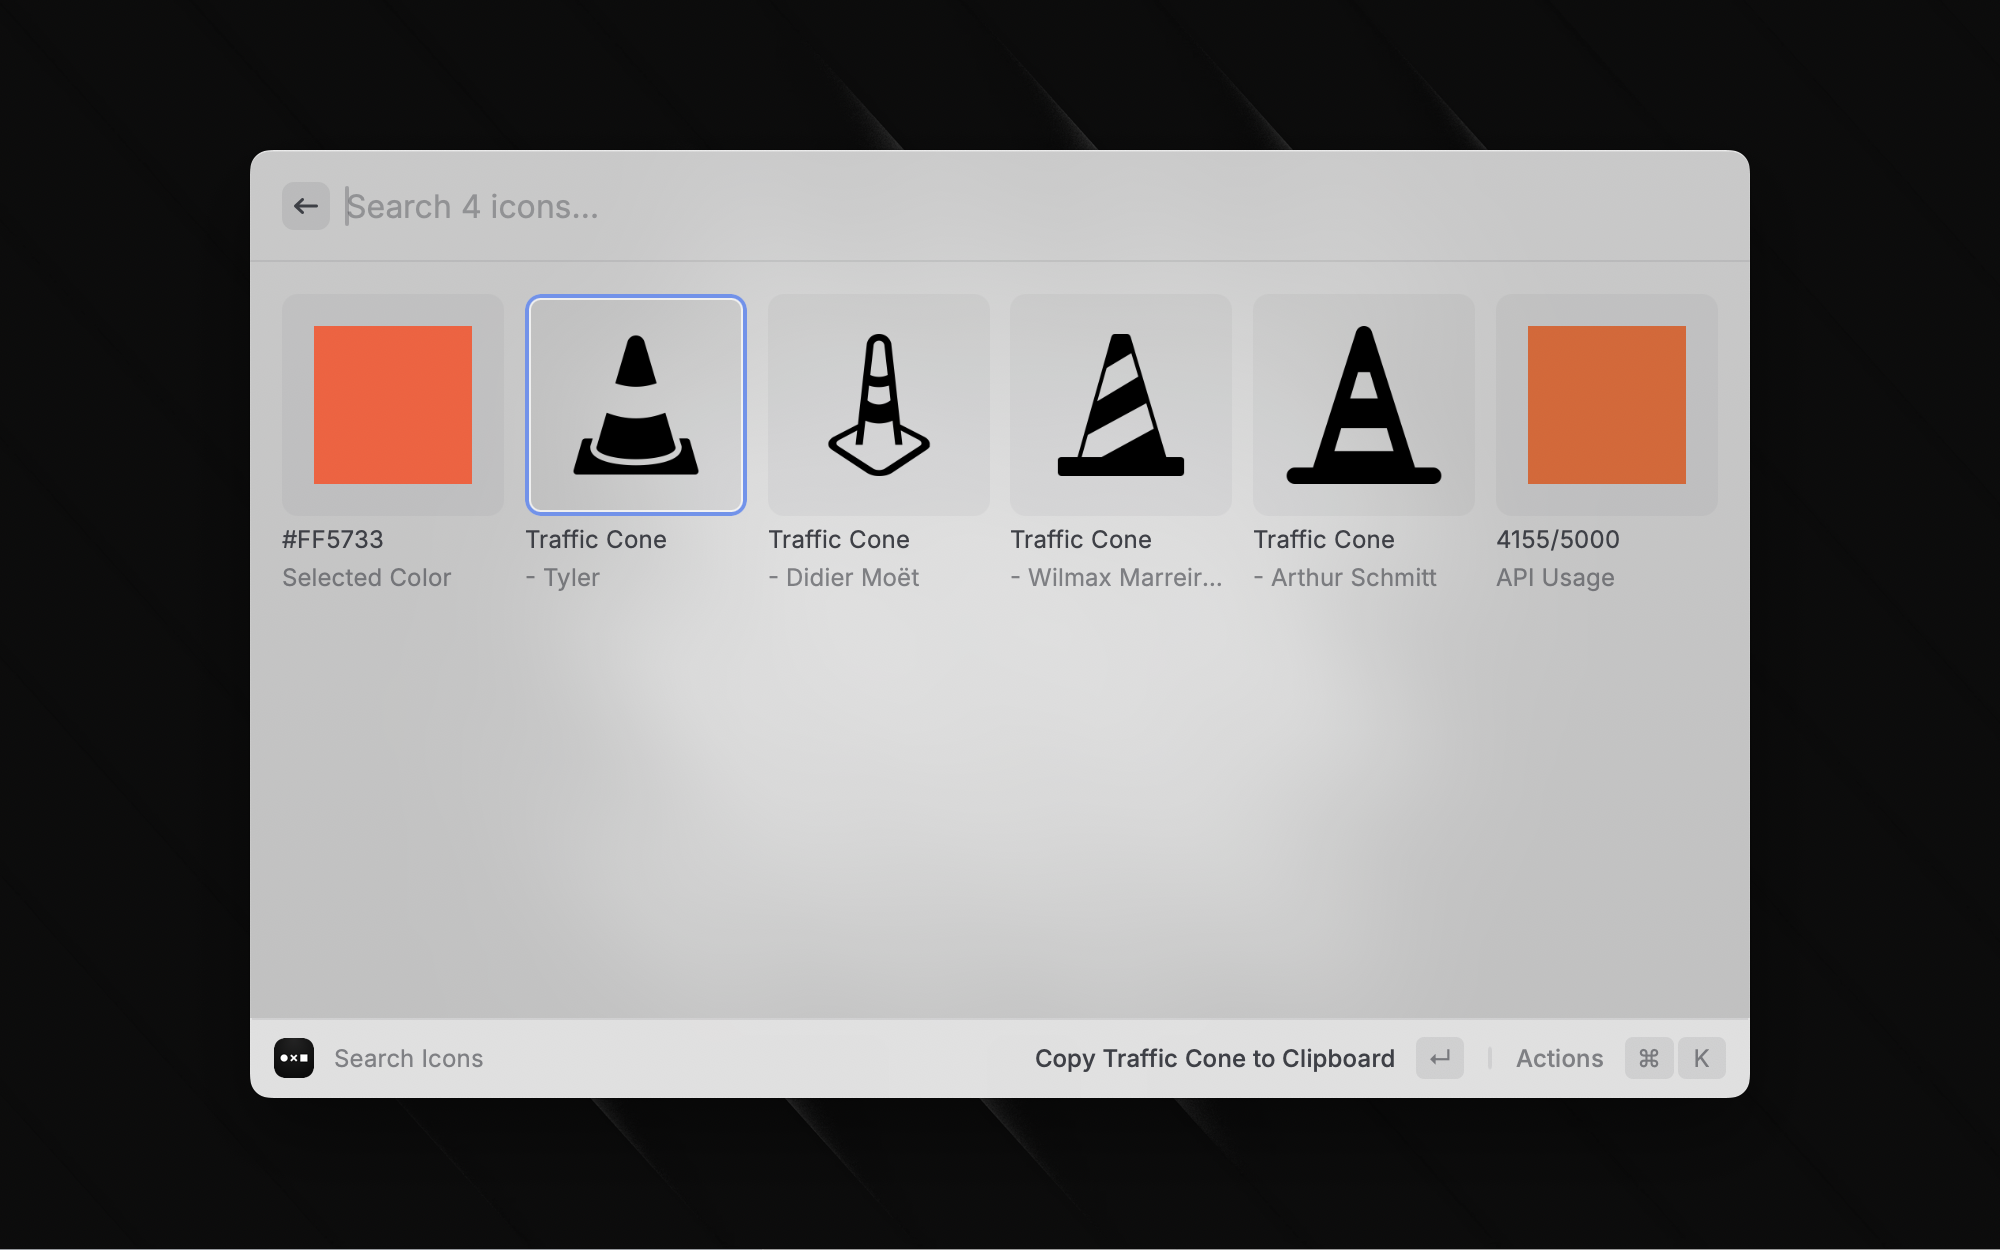 Search 4 icons...
#FF5733
Selected Color
Traffic Cone
- Tyler
Traffic Cone
- Didier Moët
Traffic Cone
- Wilmax Marreir...
Traffic Cone
- Arthur Schmitt
4155/5000
API Usage
Search Icons
Copy Traffic Cone to Clipboard ↵ | Actions ⌘ K